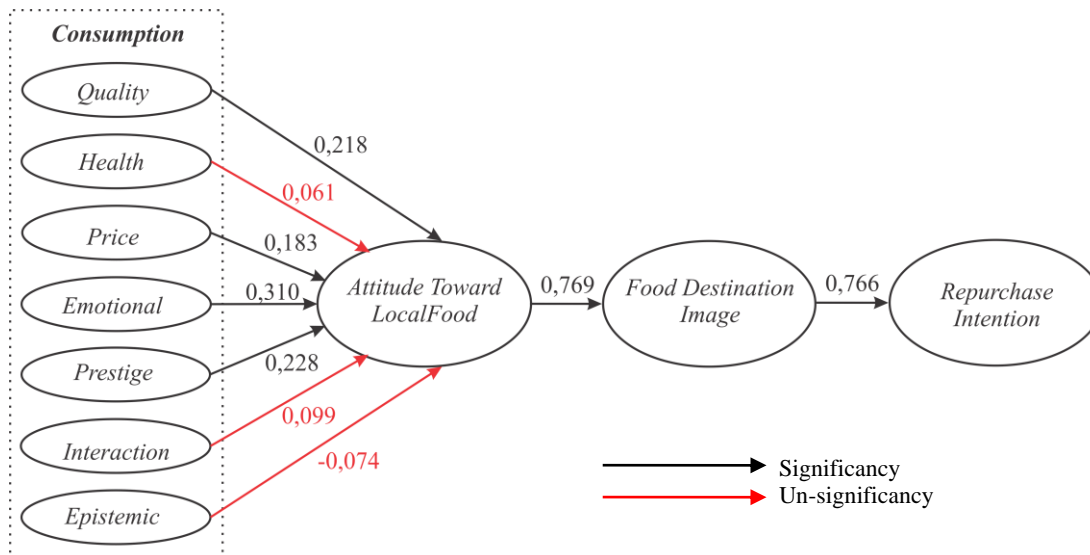 Consumption
Quality
0,218
Health
0,061
Price
0,183
Emotional
0,310
Prestige
0,228
Interaction
0,099
Epistemic
-0,074
Attitude Toward
LocalFood
0,769
Food Destination
Image
0,766
Repurchase
Intention
Significancy
Un-significancy